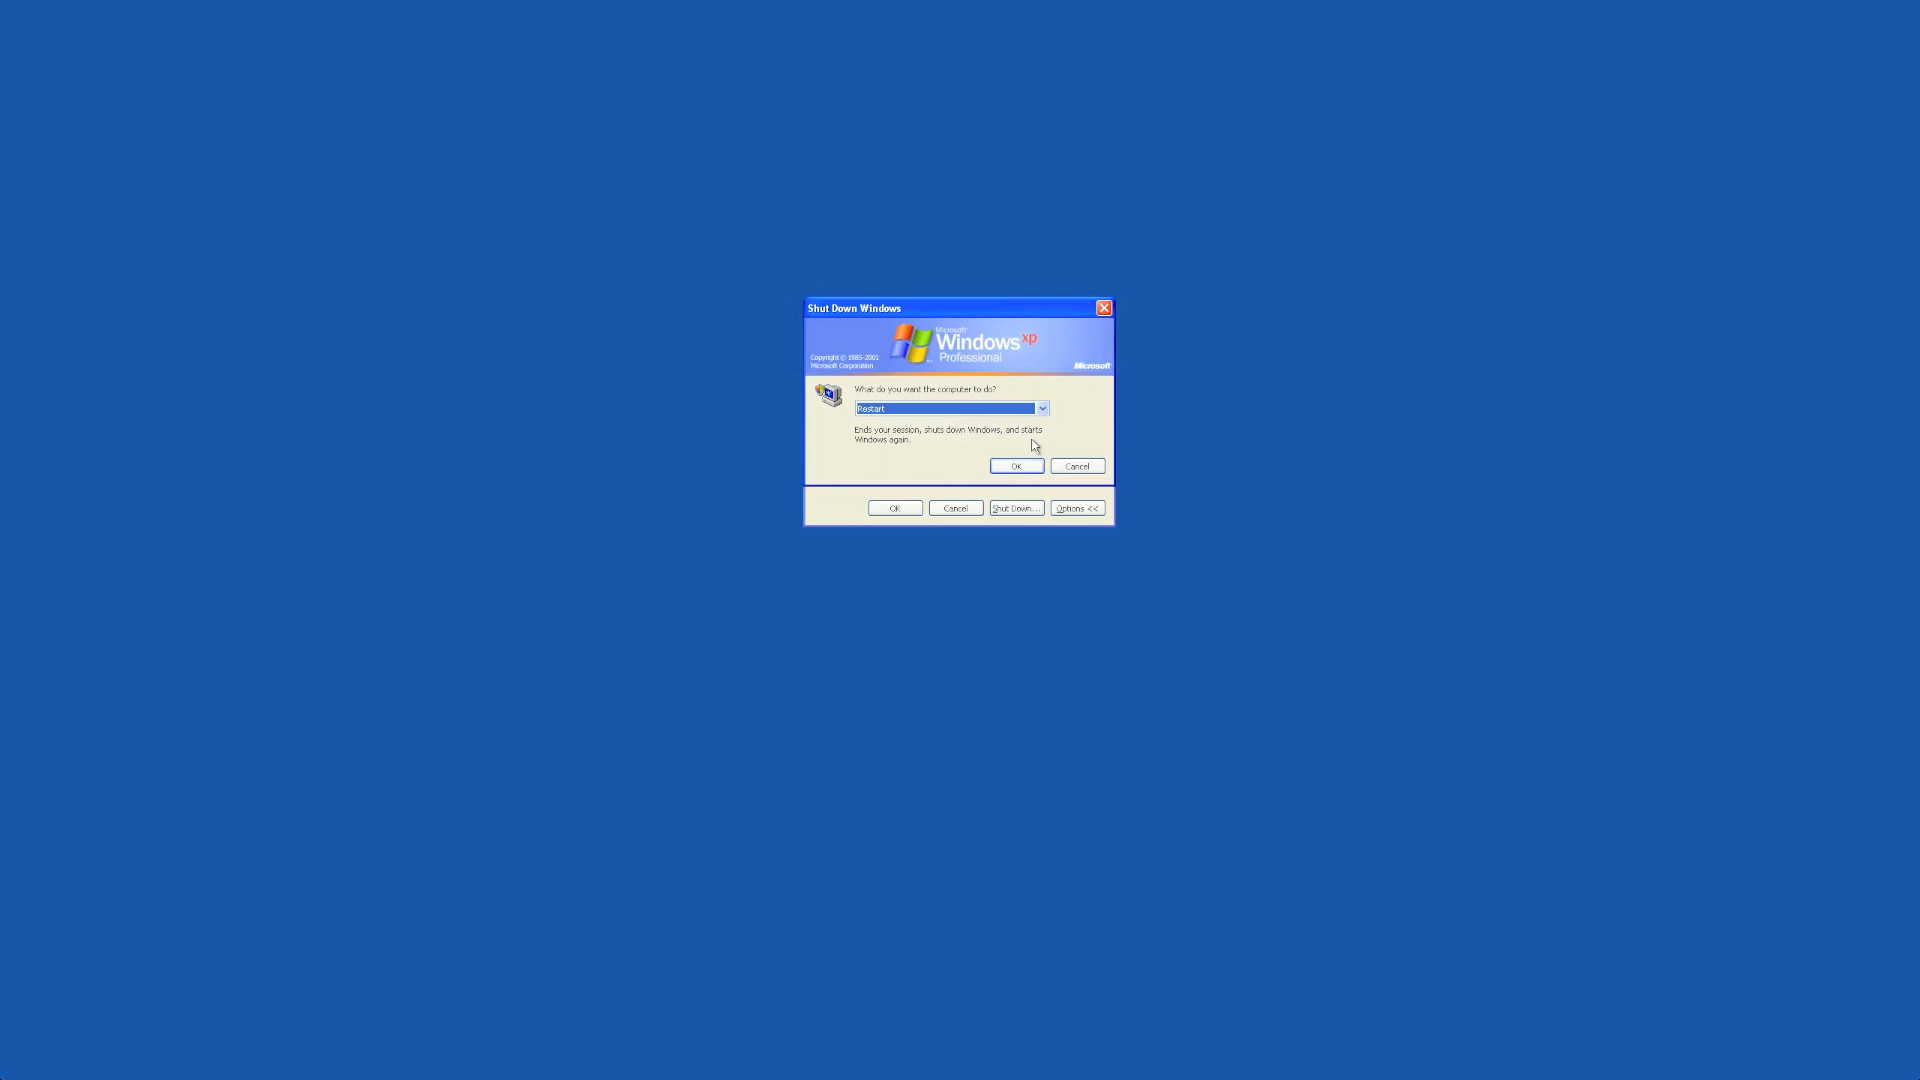 Shut Down Windows
Microsoft
Windows xp
Professional
Copyright © 1985-2001
Microsoft Corporation
Microsoft
What do you want the computer to do?
Restart
Ends your session, shuts down Windows, and starts
Windows again.
OK Cancel
OK Cancel Shut Down... Options <<